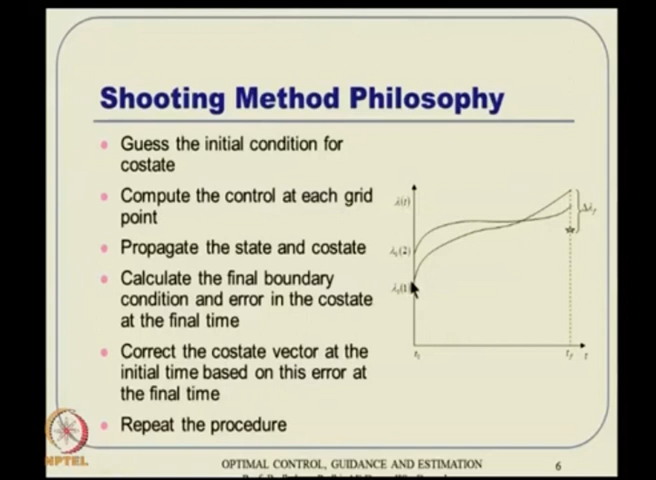 Shooting Method Philosophy
Guess the initial condition for
costate
Compute the control at each grid
point
Propagate the state and costate
Calculate the final boundary
condition and error in the costate
at the final time
Correct the costate vector at the
initial time based on this error at
the final time
Repeat the procedure
λ(t)
Δλf
λ0(2)
λ0(1)
t0
tf
t
NPTEL
OPTIMAL CONTROL, GUIDANCE AND ESTIMATION
6